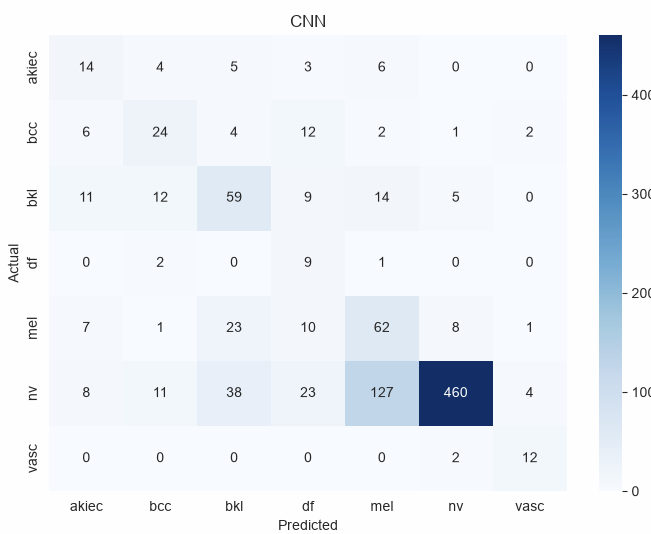 CNN
akiec 14 4 5 3 6 0 0
bcc 6 24 4 12 2 1 2
bkl 11 12 59 9 14 5 0
df 0 2 0 9 1 0 0
mel 7 1 23 10 62 8 1
nv 8 11 38 23 127 460 4
vasc 0 0 0 0 0 2 12
Actual
akiec bcc bkl df mel nv vasc
Predicted
400
300
200
100
0